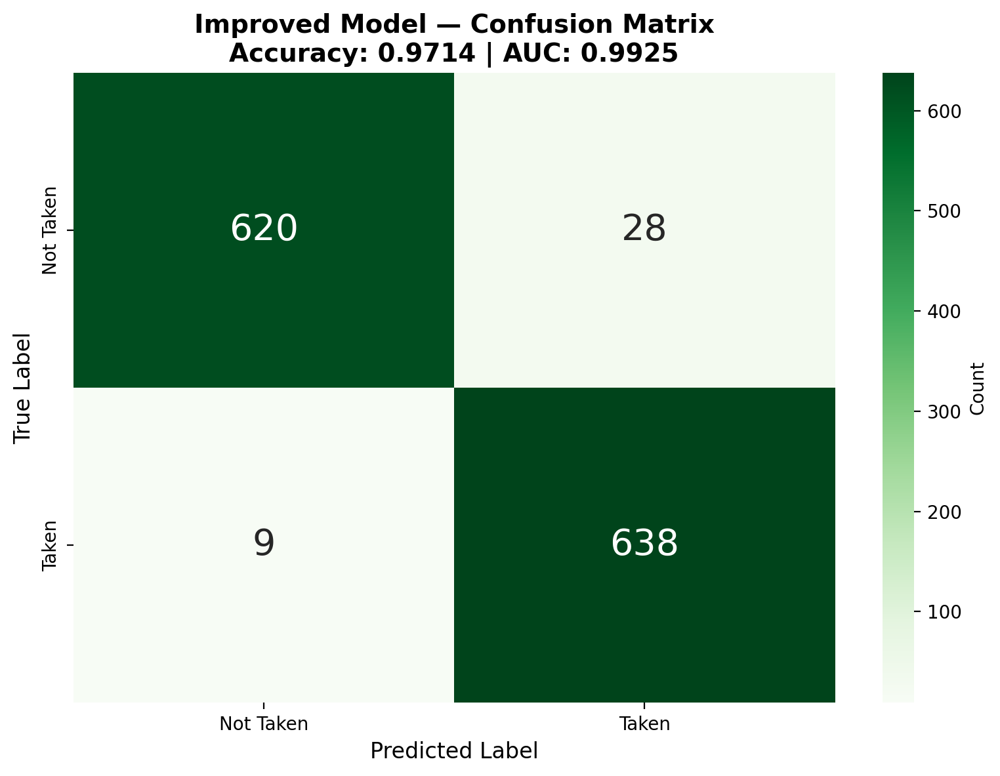 Improved Model — Confusion Matrix
Accuracy: 0.9714 | AUC: 0.9925
True Label
Not Taken
620
28
Taken
9
638
Not Taken
Taken
Predicted Label
600
500
400
300
200
100
Count